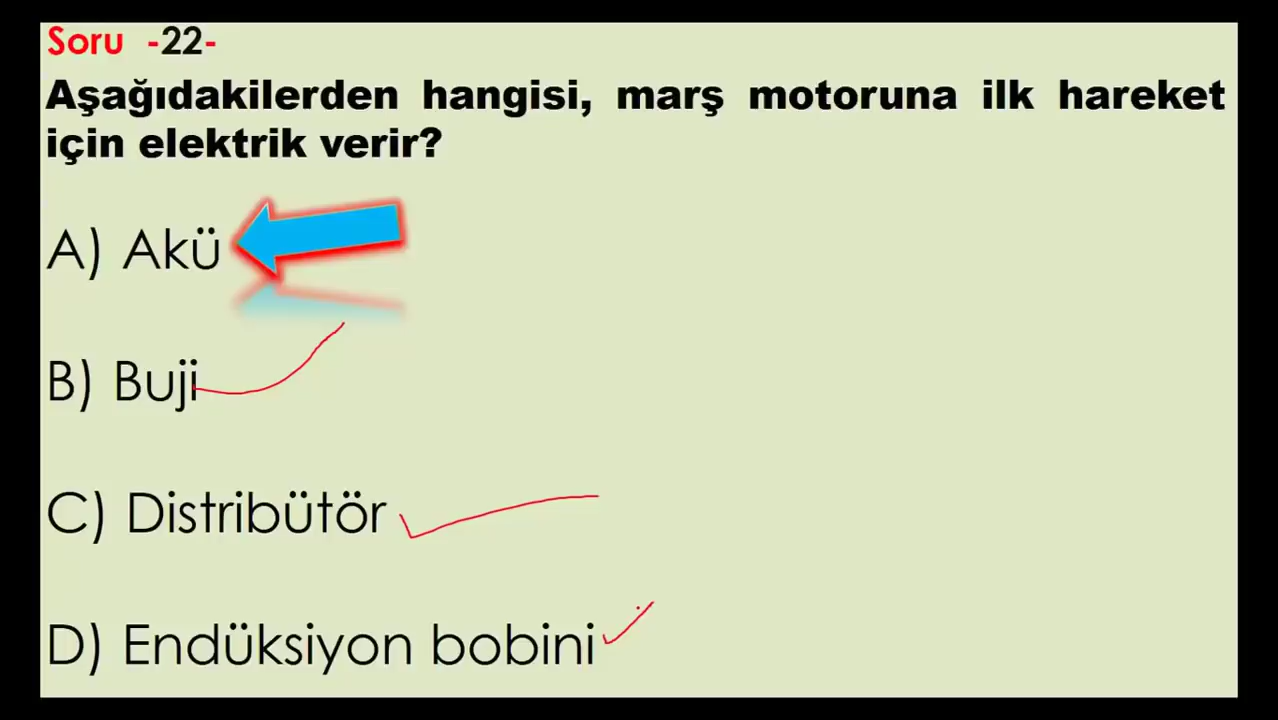 Soru -22-
Aşağıdakilerden hangisi, marş motoruna ilk hareket
için elektrik verir?
A) Akü
B) Buji
C) Distribütör
D) Endüksiyon bobini